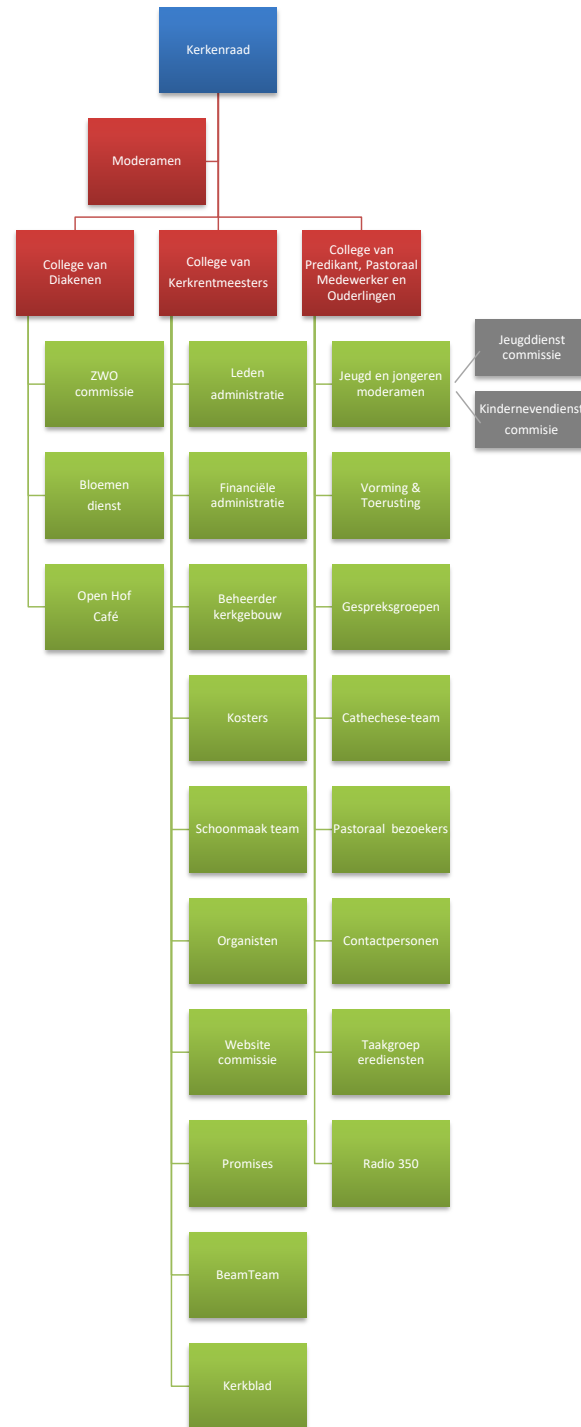 Kerkenraad
Moderamen
College van
Diakenen
College van
Kerkrentmeesters
College van
Predikant, Pastoraal
Medewerker en
Ouderlingen
ZWO
commissie
Bloemen
dienst
Open Hof
Café
Leden
administratie
Financiële
administratie
Beheerder
kerkgebouw
Kosters
Schoonmaak team
Organisten
Website
commissie
Promises
BeamTeam
Kerkblad
Jeugd en jongeren
moderamen
Jeugddienst
commissie
Kindernevendienst
commisie
Vorming &
Toerusting
Gespreksgroepen
Cathechese-team
Pastoraal bezoekers
Contactpersonen
Taakgroep
erediensten
Radio 350